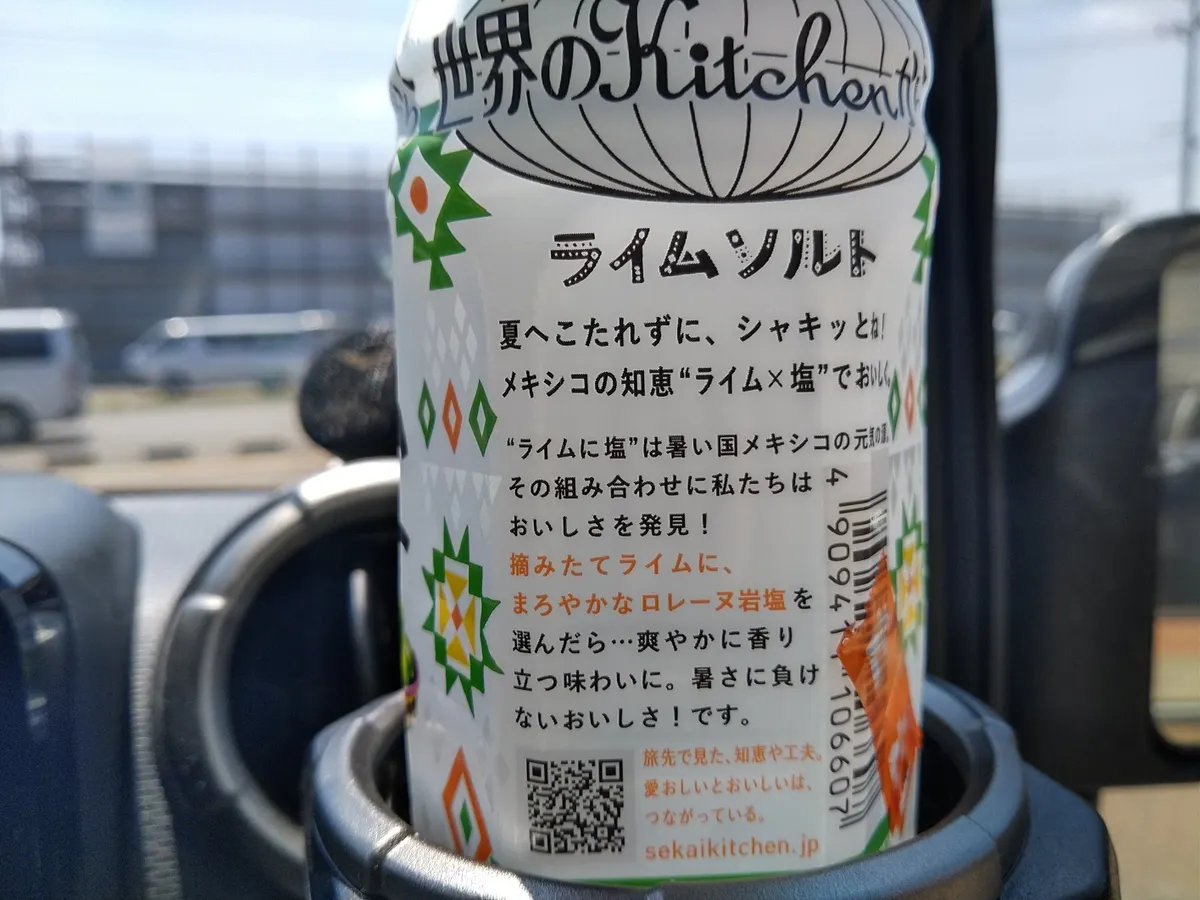 世界のKitchenから
ライムソルト
夏へこたれずに、シャキッとね!
メキシコの知恵“ライム×塩”でおいしく
“ライムに塩”は暑い国メキシコの元気の源。
その組み合わせに私たちは
おいしさを発見!
摘みたてライムに、
まろやかなロレーヌ岩塩を
選んだら…爽やかに香り
立つ味わいに。暑さに負け
ないおいしさ!です。
旅先で見た、知恵や工夫。
愛おしいとおいしいは、
つながっている。
sekaikitchen.jp